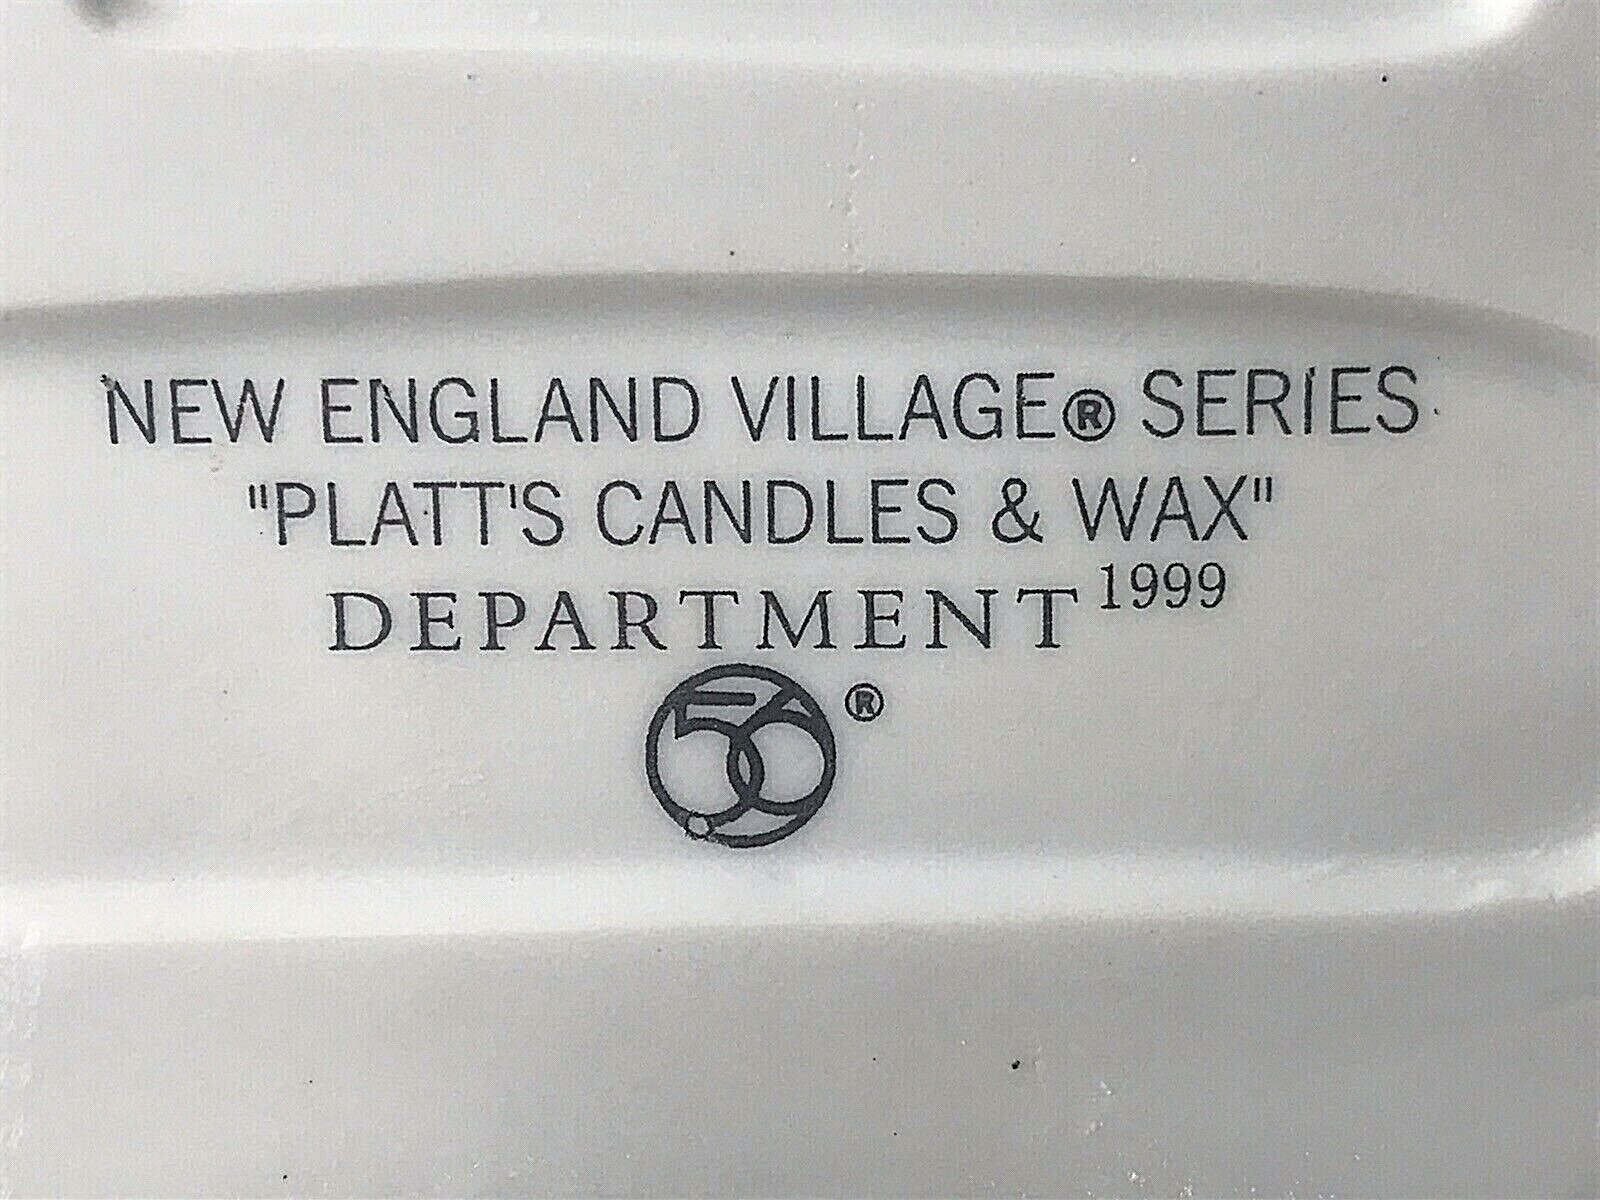 NEW ENGLAND VILLAGE® SERIES
"PLATT'S CANDLES & WAX"
DEPARTMENT 1999
56®